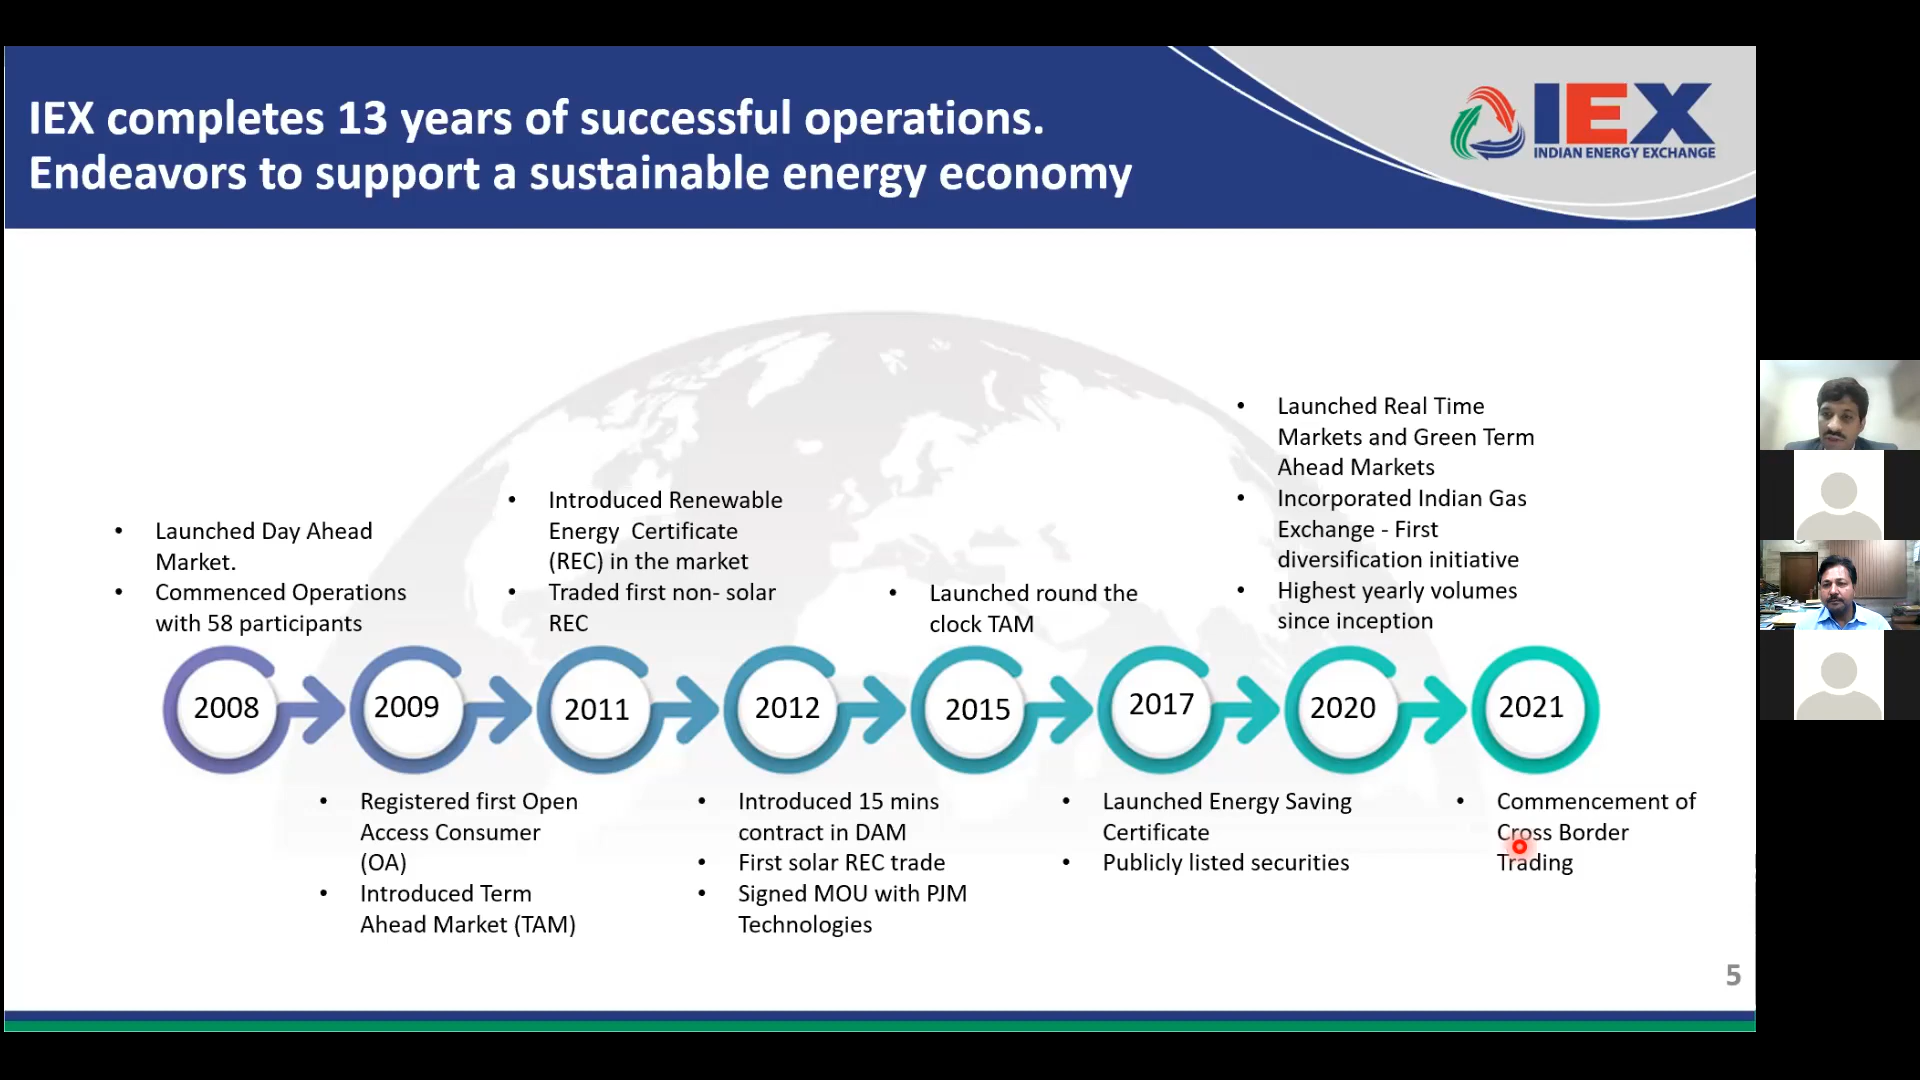 IEX completes 13 years of successful operations.
Endeavors to support a sustainable energy economy
IEX
INDIAN ENERGY EXCHANGE
• Launched Day Ahead
Market.
• Commenced Operations
with 58 participants
• Introduced Renewable
Energy  Certificate
(REC) in the market
• Traded first non- solar
REC
• Launched round the
clock TAM
• Launched Real Time
Markets and Green Term
Ahead Markets
• Incorporated Indian Gas
Exchange - First
diversification initiative
• Highest yearly volumes
since inception
2008
2009
2011
2012
2015
2017
2020
2021
• Registered first Open
Access Consumer
(OA)
• Introduced Term
Ahead Market (TAM)
• Introduced 15 mins
contract in DAM
• First solar REC trade
• Signed MOU with PJM
Technologies
• Launched Energy Saving
Certificate
• Publicly listed securities
• Commencement of
Cross Border
Trading
5